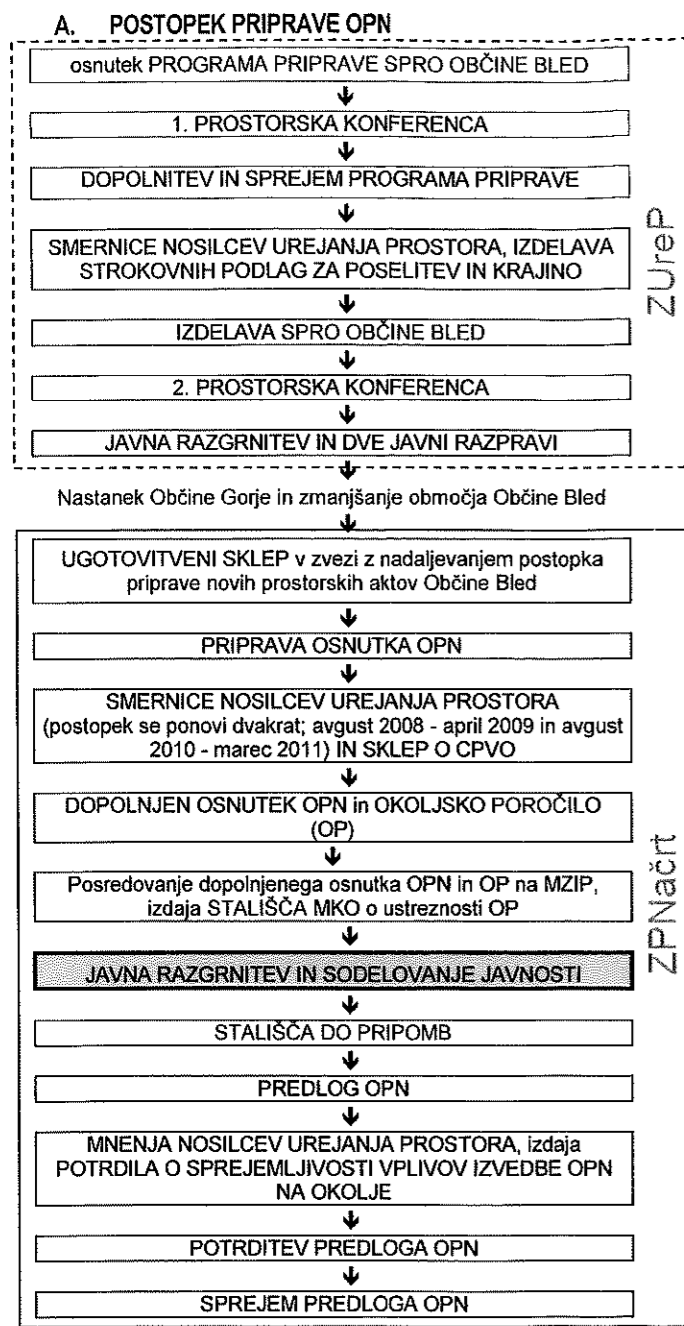 A. POSTOPEK PRIPRAVE OPN
osnutek PROGRAMA PRIPRAVE SPRO OBČINE BLED
1. PROSTORSKA KONFERENCA
DOPOLNITEV IN SPREJEM PROGRAMA PRIPRAVE
SMERNICE NOSILCEV UREJANJA PROSTORA, IZDELAVA
STROKOVNIH PODLAG ZA POSELITEV IN KRAJINO
IZDELAVA SPRO OBČINE BLED
2. PROSTORSKA KONFERENCA
JAVNA RAZGRNITEV IN DVE JAVNI RAZPRAVI
ZUreP
Nastanek Občine Gorje in zmanjšanje območja Občine Bled
UGOTOVITVENI SKLEP v zvezi z nadaljevanjem postopka
priprave novih prostorskih aktov Občine Bled
PRIPRAVA OSNUTKA OPN
SMERNICE NOSILCEV UREJANJA PROSTORA
(postopek se ponovi dvakrat; avgust 2008 - april 2009 in avgust
2010 - marec 2011) IN SKLEP O CPVO
DOPOLNJEN OSNUTEK OPN in OKOLJSKO POROČILO
(OP)
Posredovanje dopolnjenega osnutka OPN in OP na MZIP,
izdaja STALIŠČA MKO o ustreznosti OP
JAVNA RAZGRNITEV IN SODELOVANJE JAVNOSTI
STALIŠČA DO PRIPOMB
PREDLOG OPN
MNENJA NOSILCEV UREJANJA PROSTORA, izdaja
POTRDILA O SPREJEMLJIVOSTI VPLIVOV IZVEDBE OPN
NA OKOLJE
POTRDITEV PREDLOGA OPN
SPREJEM PREDLOGA OPN
ZPNačrt